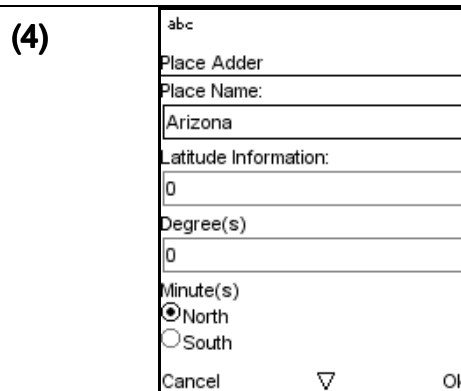 (4)
abc
Place Adder
Place Name:
Arizona
Latitude Information:
0
Degree(s)
0
Minute(s)
North
South
Cancel